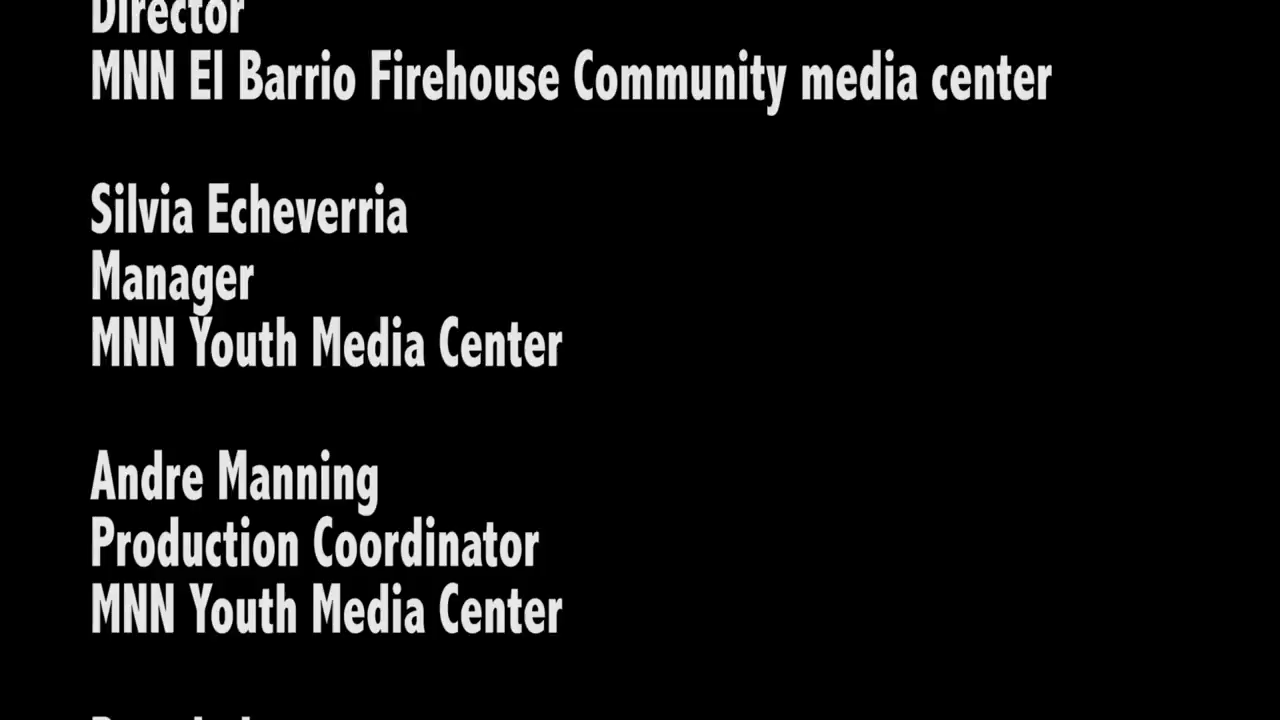 Director
MNN El Barrio Firehouse Community media center
Silvia Echeverria
Manager
MNN Youth Media Center
Andre Manning
Production Coordinator
MNN Youth Media Center